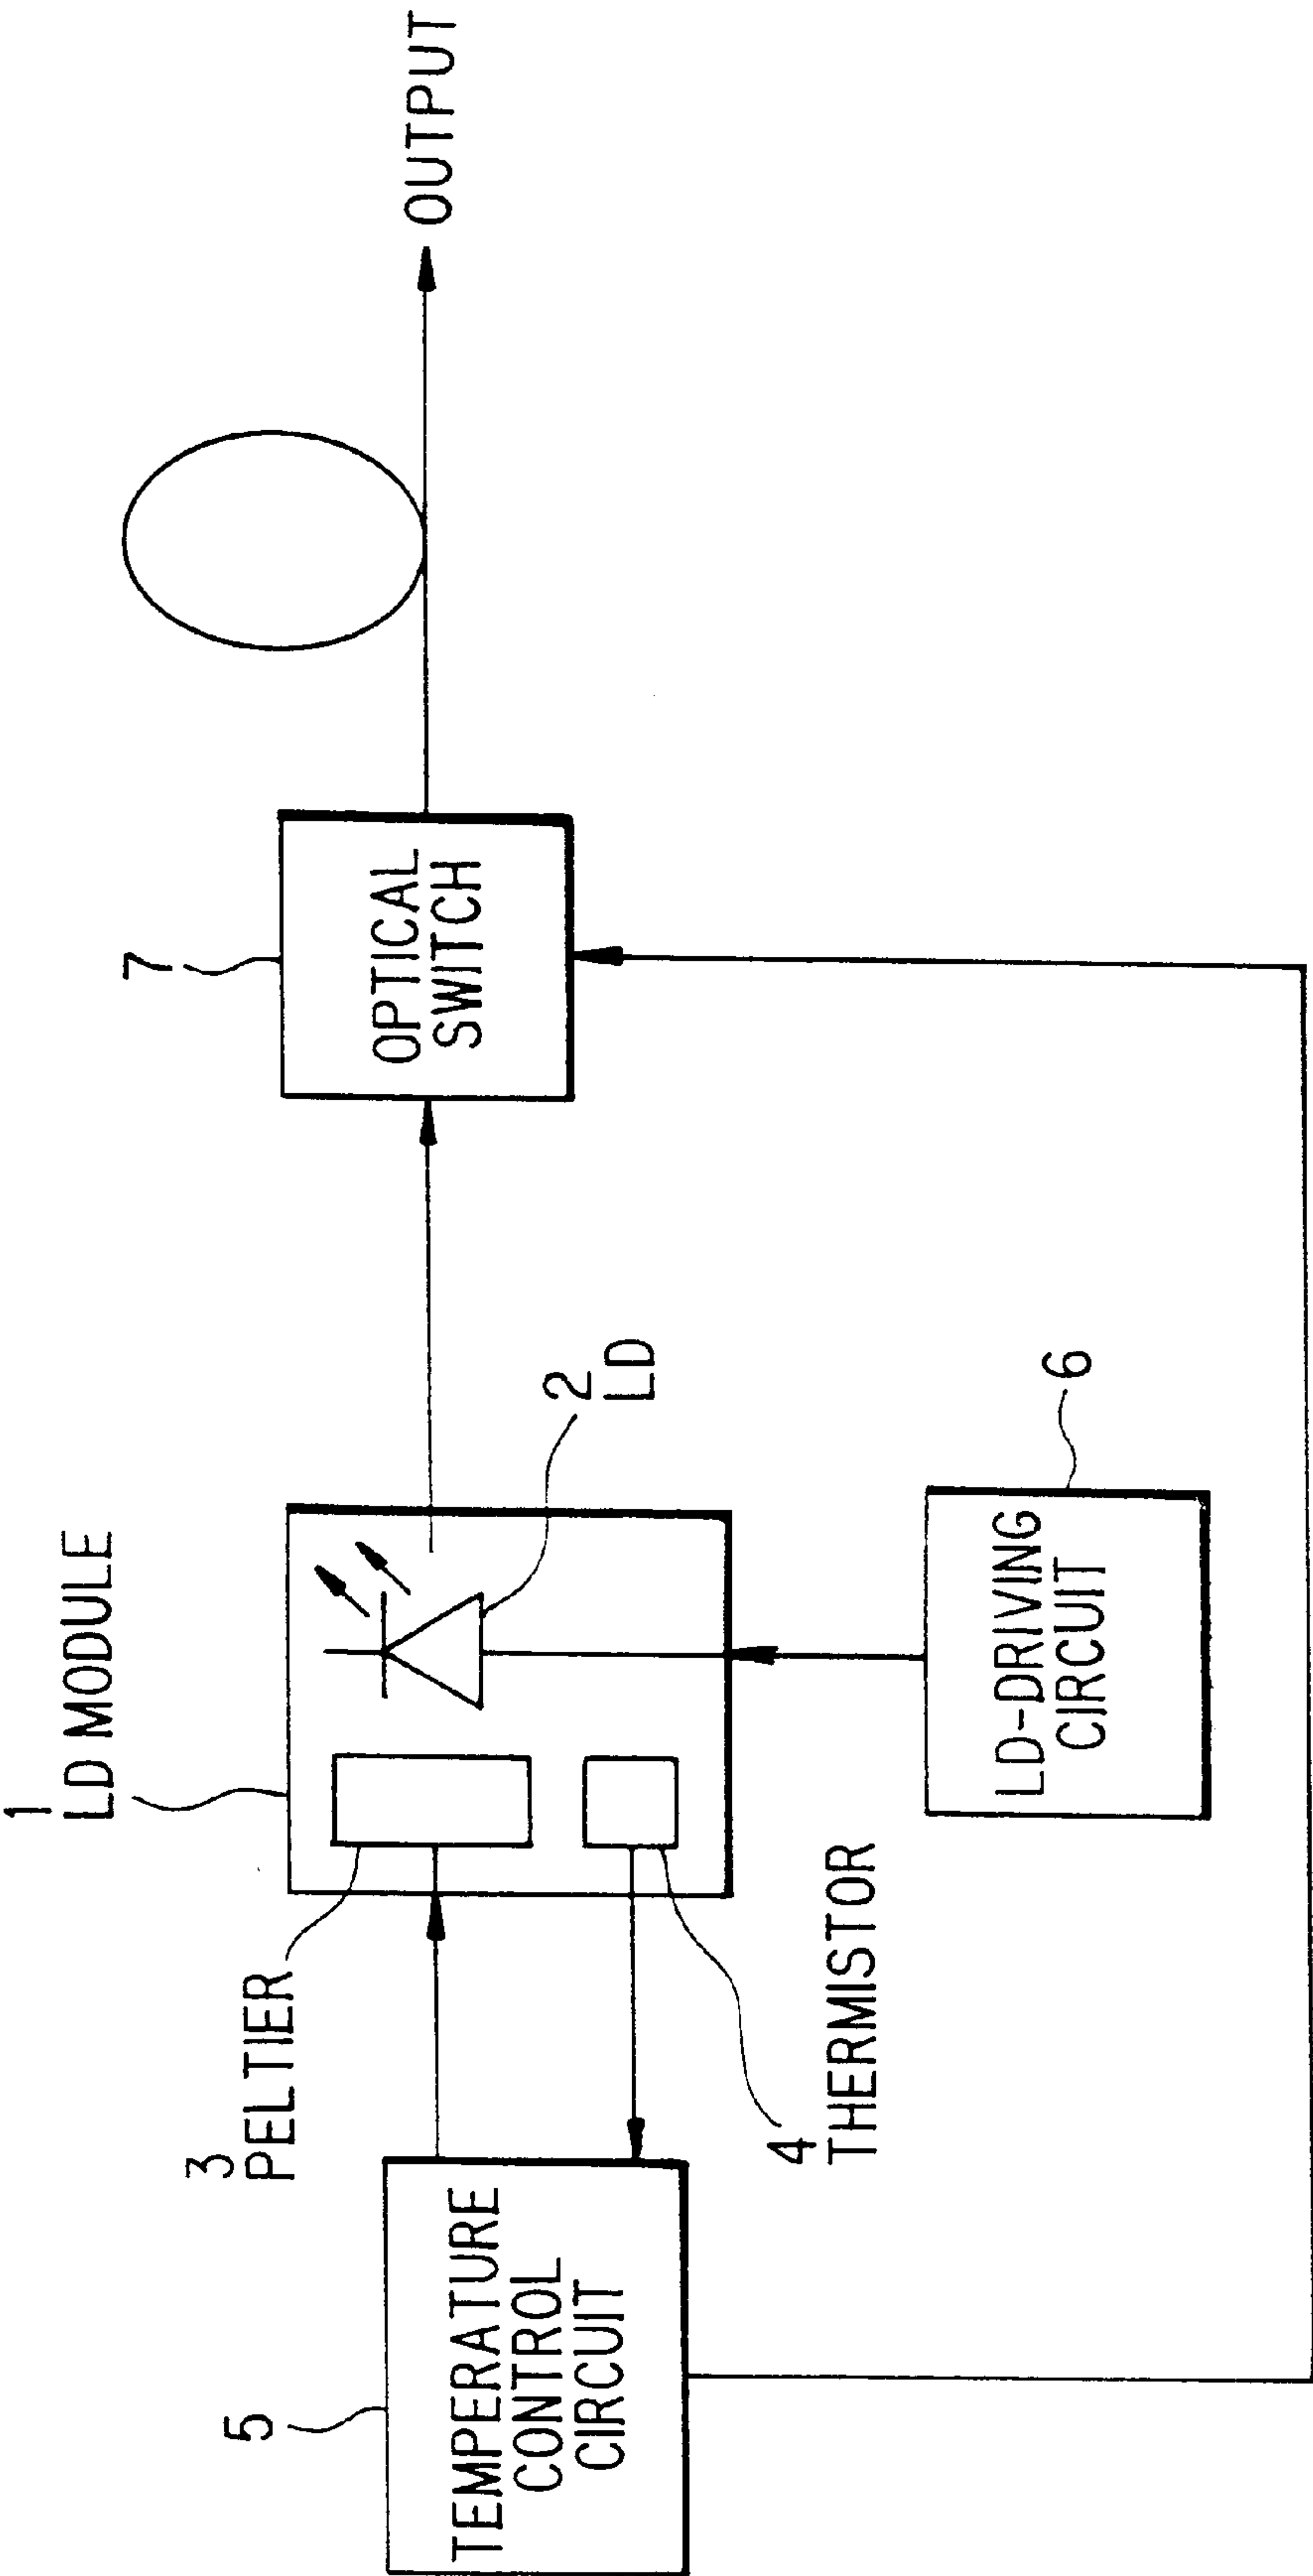 1
LD MODULE
3
PELTIER
2
LD
4
THERMISTOR
5
TEMPERATURE
CONTROL
CIRCUIT
LD-DRIVING
CIRCUIT
6
7
OPTICAL
SWITCH
OUTPUT